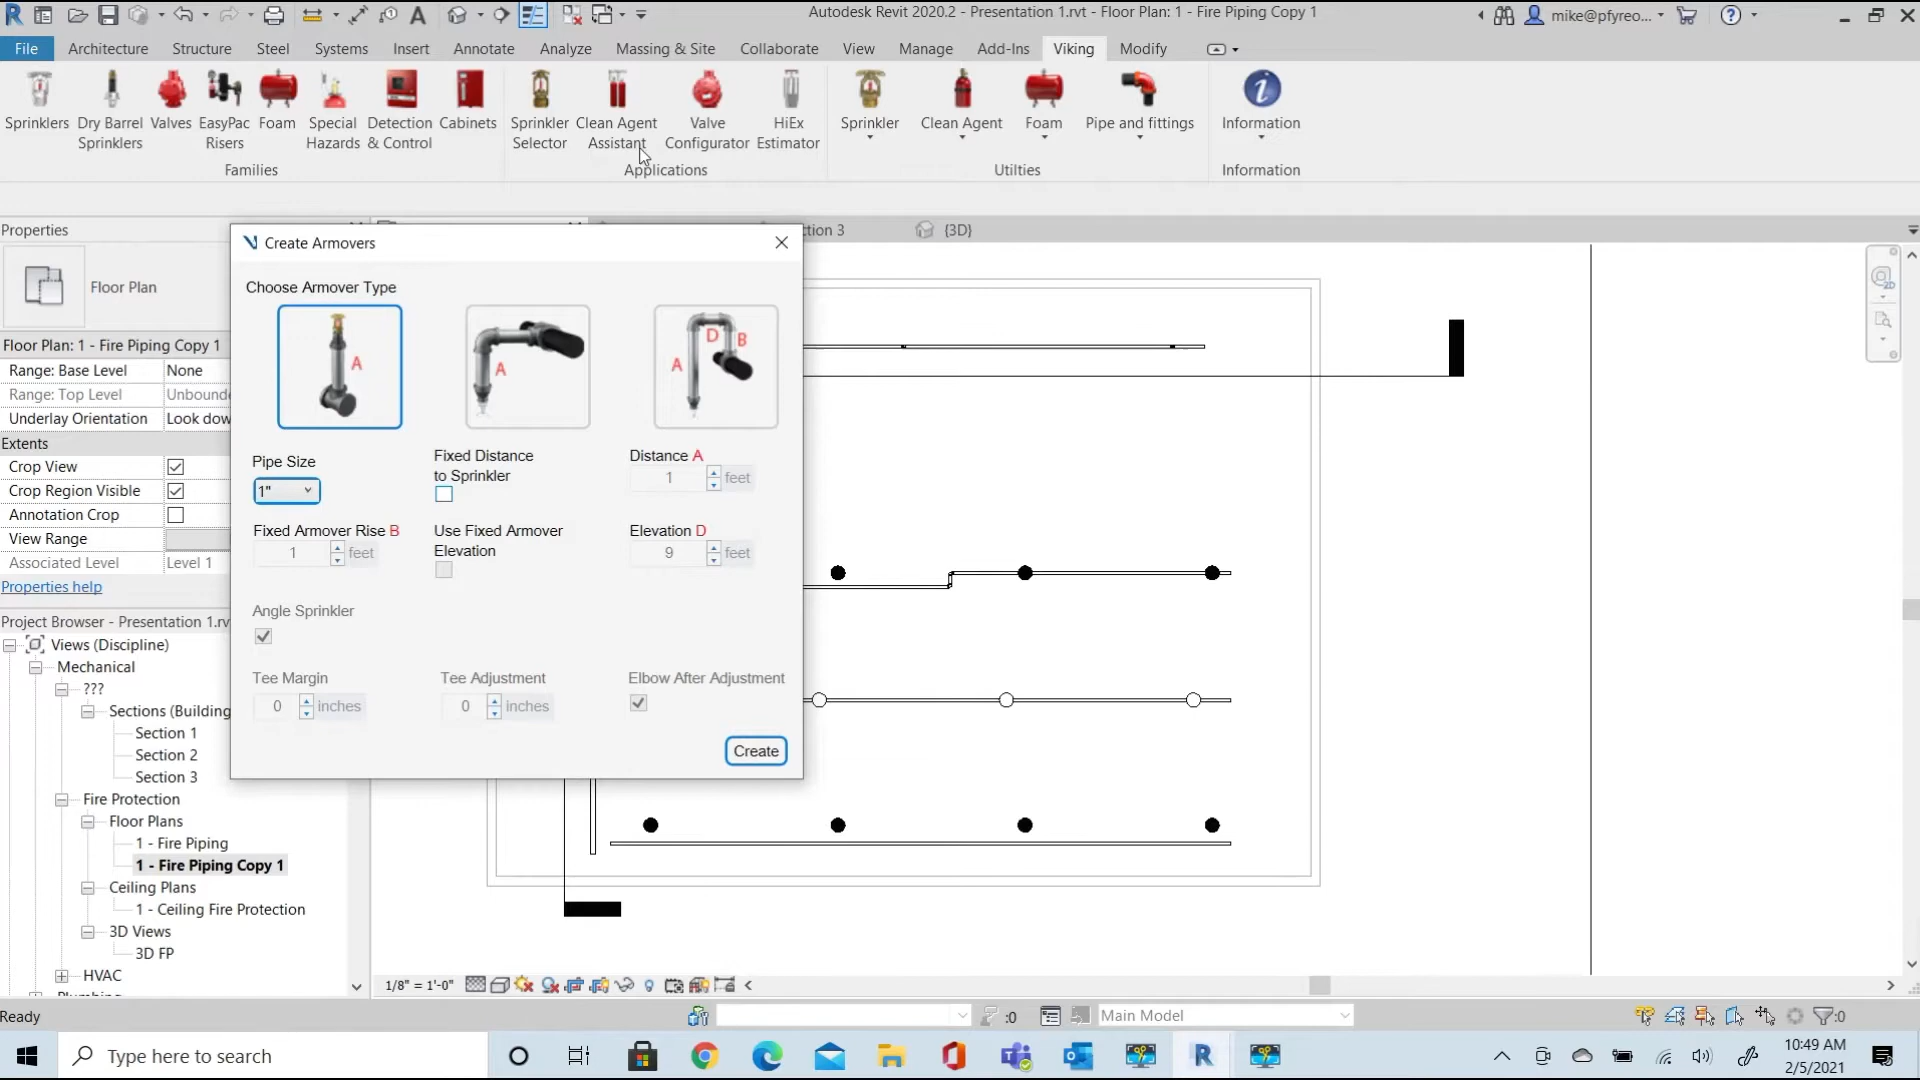 Autodesk Revit 2020.2 - Presentation 1.rvt - Floor Plan: 1 - Fire Piping Copy 1
mike@pfyreo...
File Architecture Structure Steel Systems Insert Annotate Analyze Massing & Site Collaborate View Manage Add-Ins Viking Modify
Sprinklers
Dry Barrel
Sprinklers
Valves
EasyPac
Risers
Foam
Special
Hazards
Detection
& Control
Cabinets
Sprinkler
Selector
Clean Agent
Assistant
Valve
Configurator
HiEx
Estimator
Sprinkler
Clean Agent
Foam
Pipe and fittings
Information
Families
Applications
Utilties
Information
Properties
ction 3
{3D}
Floor Plan
Floor Plan: 1 - Fire Piping Copy 1
Range: Base Level None
Range: Top Level Unbound
Underlay Orientation Look dow
Extents
Crop View
Crop Region Visible
Annotation Crop
View Range
Associated Level Level 1
Properties help
Create Armovers
Choose Armover Type
A
A
D
B
A
Pipe Size
1"
Fixed Distance
to Sprinkler
Distance A
1 feet
Fixed Armover Rise B
1 feet
Use Fixed Armover
Elevation
Elevation D
9 feet
Angle Sprinkler
Tee Margin
0 inches
Tee Adjustment
0 inches
Elbow After Adjustment
Create
Project Browser - Presentation 1.rv
Views (Discipline)
Mechanical
???
Sections (Building
Section 1
Section 2
Section 3
Fire Protection
Floor Plans
1 - Fire Piping
1 - Fire Piping Copy 1
Ceiling Plans
1 - Ceiling Fire Protection
3D Views
3D FP
HVAC
1/8" = 1'-0"
Ready
:0
Main Model
:0
Type here to search
10:49 AM
2/5/2021